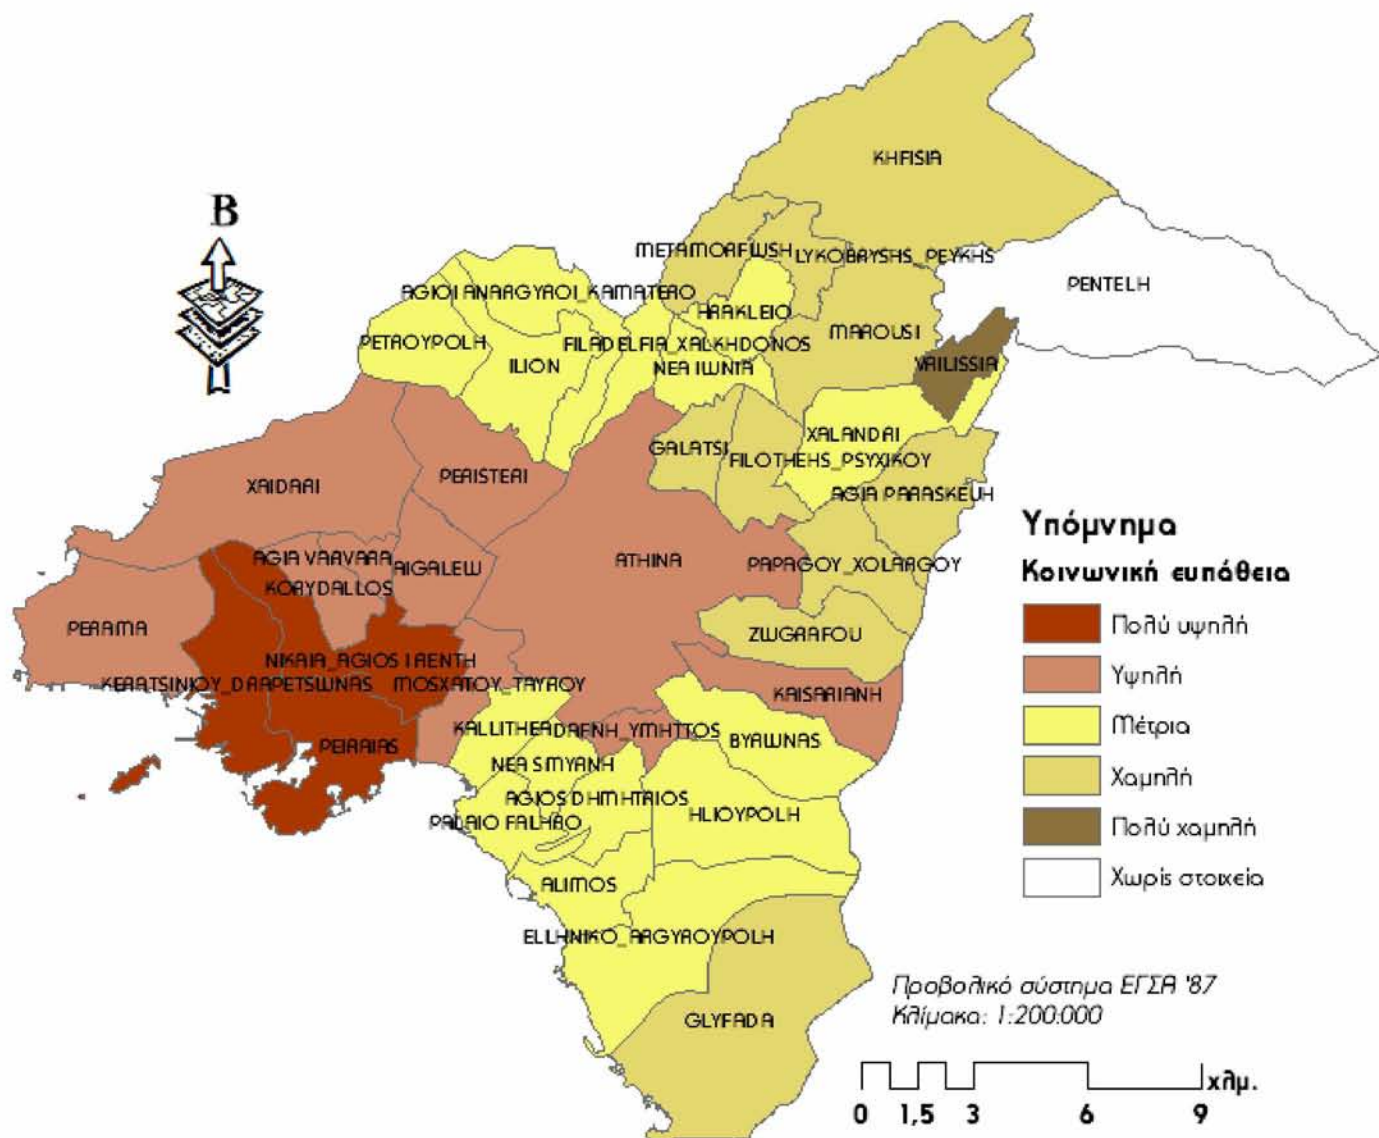 KHFISIA
B
METAMORFWSH
LYKOBRYSHS_PEYKHS
PENTELH
AGIOI ANARGYROI_KAMATERO
HRAKLEIO
PETROYPOLH
FILADELFIA_XALKHDONOS
MAROUSI
ILION
NEA IWNIA
VRILISSIA
XALANDRI
GALATSI
FILOTHEHS_PSYXIKOY
PERISTERI
XAIDARI
AGIA PARASKEUH
AGIA VARVARA
AIGALEW
ATHINA
PAPAGOY_XOLARGOY
KORYDALLOS
PERAMA
ZWGRAFOU
NIKAIA_AGIOS I RENTH
KERATSINIOY_DRAPETSWNAS
MOSXATOY_TAYROY
KAISARIANH
KALLITHEA
DAFNH_YMHTTOS
BYRWNAS
PEIRAIAS
NEA SMYRNH
AGIOS DHMHTRIOS
HLIOYPOLH
PALAIO FALHRO
ALIMOS
ELLHNIKO_ARGYROYPOLH
GLYFADA
Υπόμνημα
Κοινωνική ευπάθεια
Πολύ υψηλή
Υψηλή
Μέτρια
Χαμηλή
Πολύ χαμηλή
Χωρίς στοιχεία
Προβολικό σύστημα ΕΓΣΑ '87
Κλίμακα: 1:200.000
χλμ.
0 1,5 3 6 9